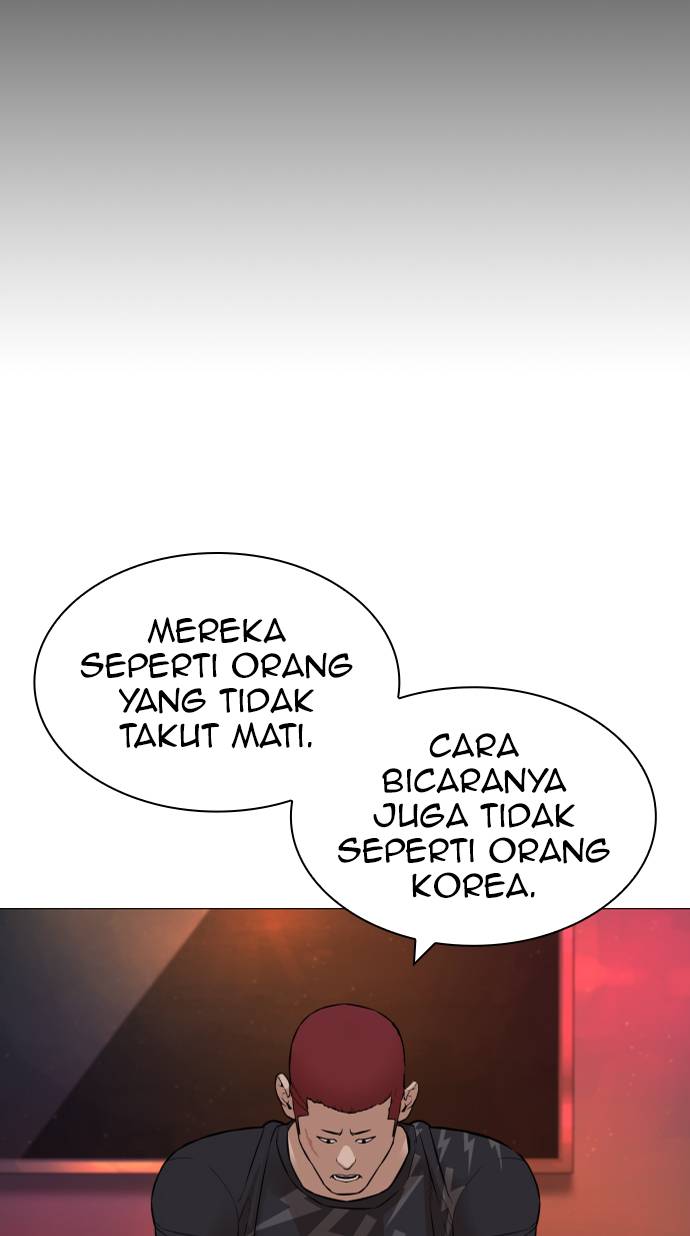 MEREKA
SEPERTI ORANG
YANG TIDAK
TAKUT MATI.
CARA
BICARANYA
JUGA TIDAK
SEPERTI ORANG
KOREA.